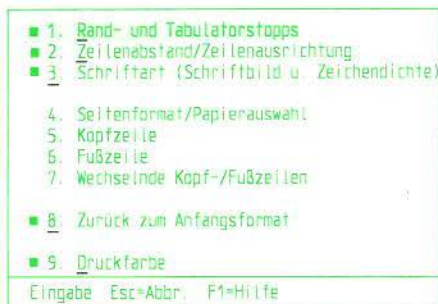 ■ 1. Rand- und Tabulatorstopps
■ 2. Zeilenabstand/Zeilenausrichtung
■ 3. Schriftart (Schriftbild u. Zeichendichte)
4. Seitenformat/Papierauswahl
5. Kopfzeile
6. Fußzeile
7. Wechselnde Kopf-/Fußzeilen
■ 8. Zurück zum Anfangsformat
■ 9. Druckfarbe
Eingabe Esc=Abbr. F1=Hilfe